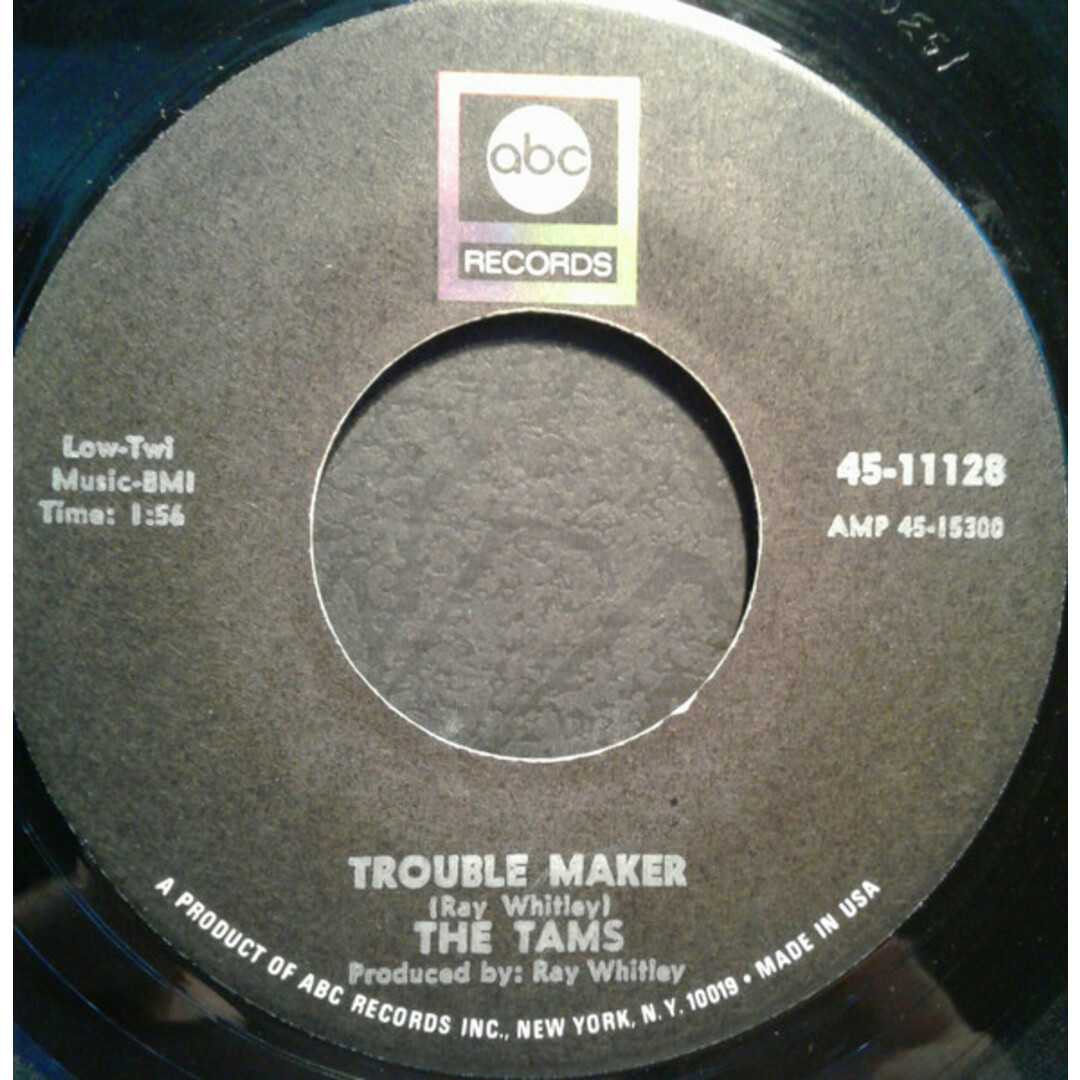 abc
RECORDS
Low-Twi
Music-BMI
Time: 1:56
45-11128
AMP 45-15300
TROUBLE MAKER
(Ray Whitley)
THE TAMS
Produced by: Ray Whitley
A PRODUCT OF ABC RECORDS INC., NEW YORK, N.Y. 10019 • MADE IN USA